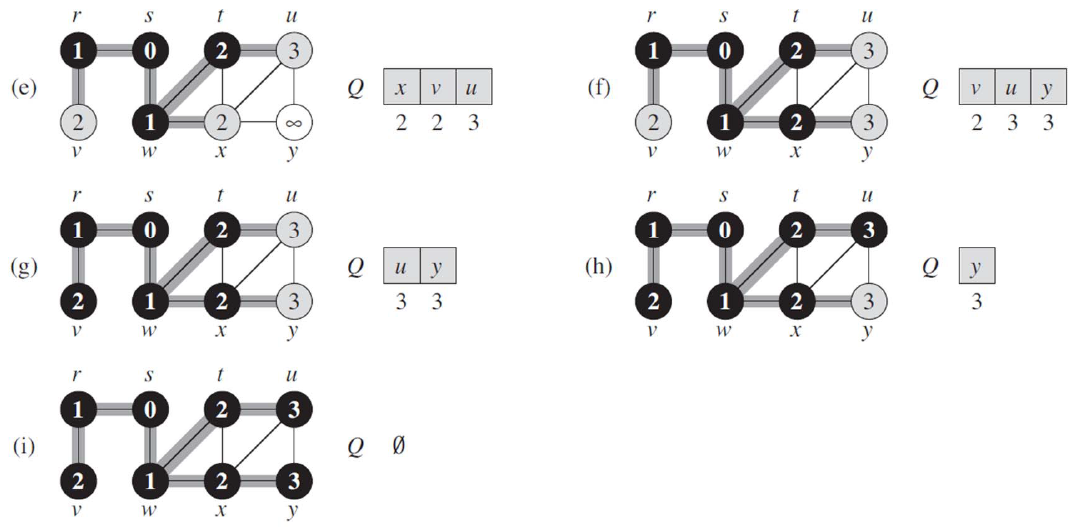 r s t u r s t u
1 0 2 3 1 0 2 3
(e) Q x v u (f) Q v u y
2 1 2 ∞ 2 2 3 2 1 2 3 2 3 3
v w x y v w x y
r s t u r s t u
1 0 2 3 1 0 2 3
(g) Q u y (h) Q y
2 1 2 3 3 3 2 1 2 3 3
v w x y v w x y
r s t u
1 0 2 3
(i) Q ∅
2 1 2 3
v w x y